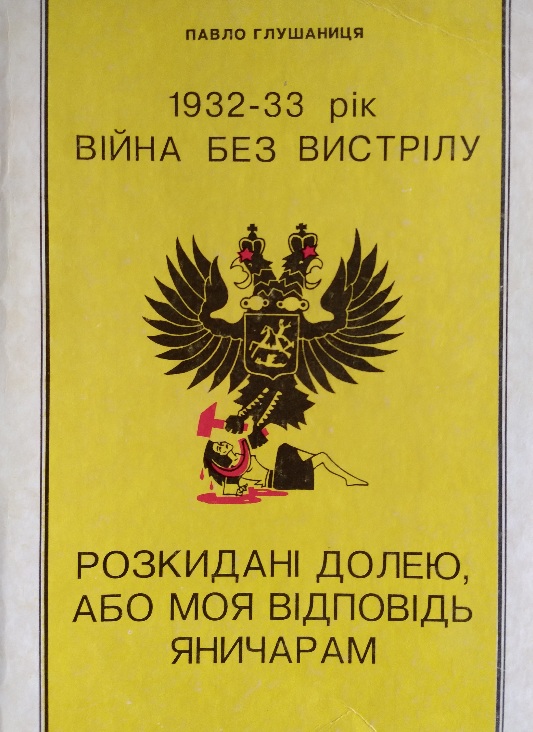 ПАВЛО ГЛУШАНИЦЯ
1932-33 рік
ВІЙНА БЕЗ ВИСТРІЛУ
РОЗКИДАНІ ДОЛЕЮ,
АБО МОЯ ВІДПОВІДЬ
ЯНИЧАРАМ